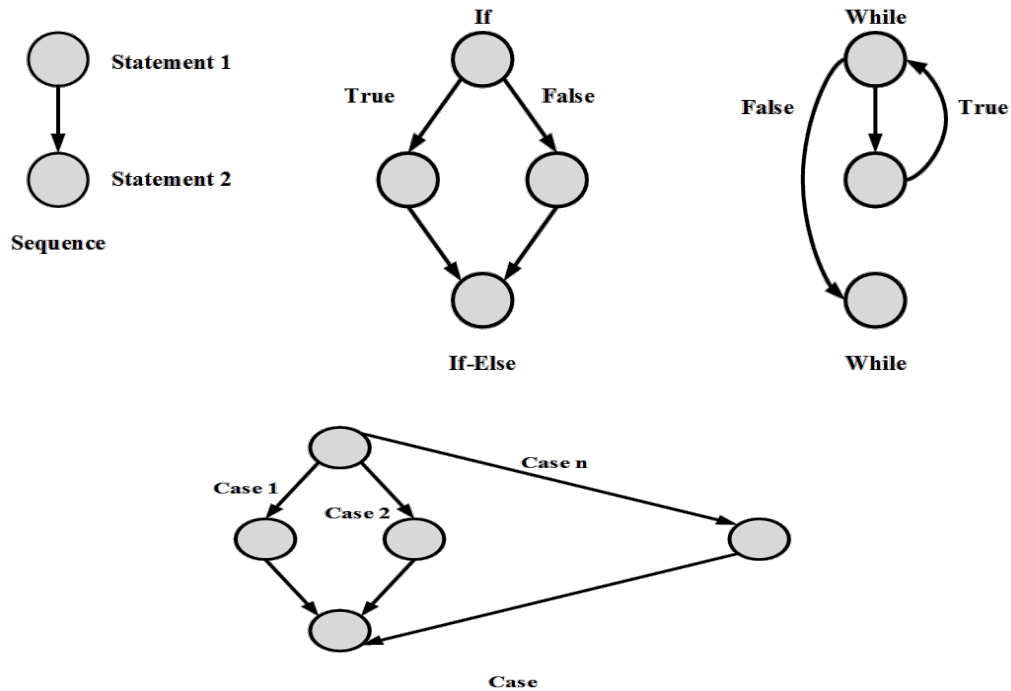 If
While
Statement 1
True
False
False
True
Statement 2
Sequence
If-Else
While
Case n
Case 1
Case 2
Case